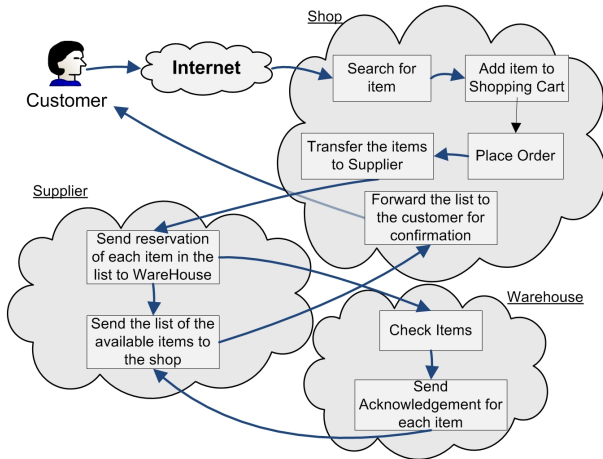 Shop
Internet
Customer
Search for
item
Add item to
Shopping Cart
Place Order
Transfer the items
to Supplier
Forward the list to
the customer for
confirmation
Supplier
Send reservation
of each item in the
list to WareHouse
Send the list of the
available items to
the shop
Warehouse
Check Items
Send
Acknowledgement for
each item